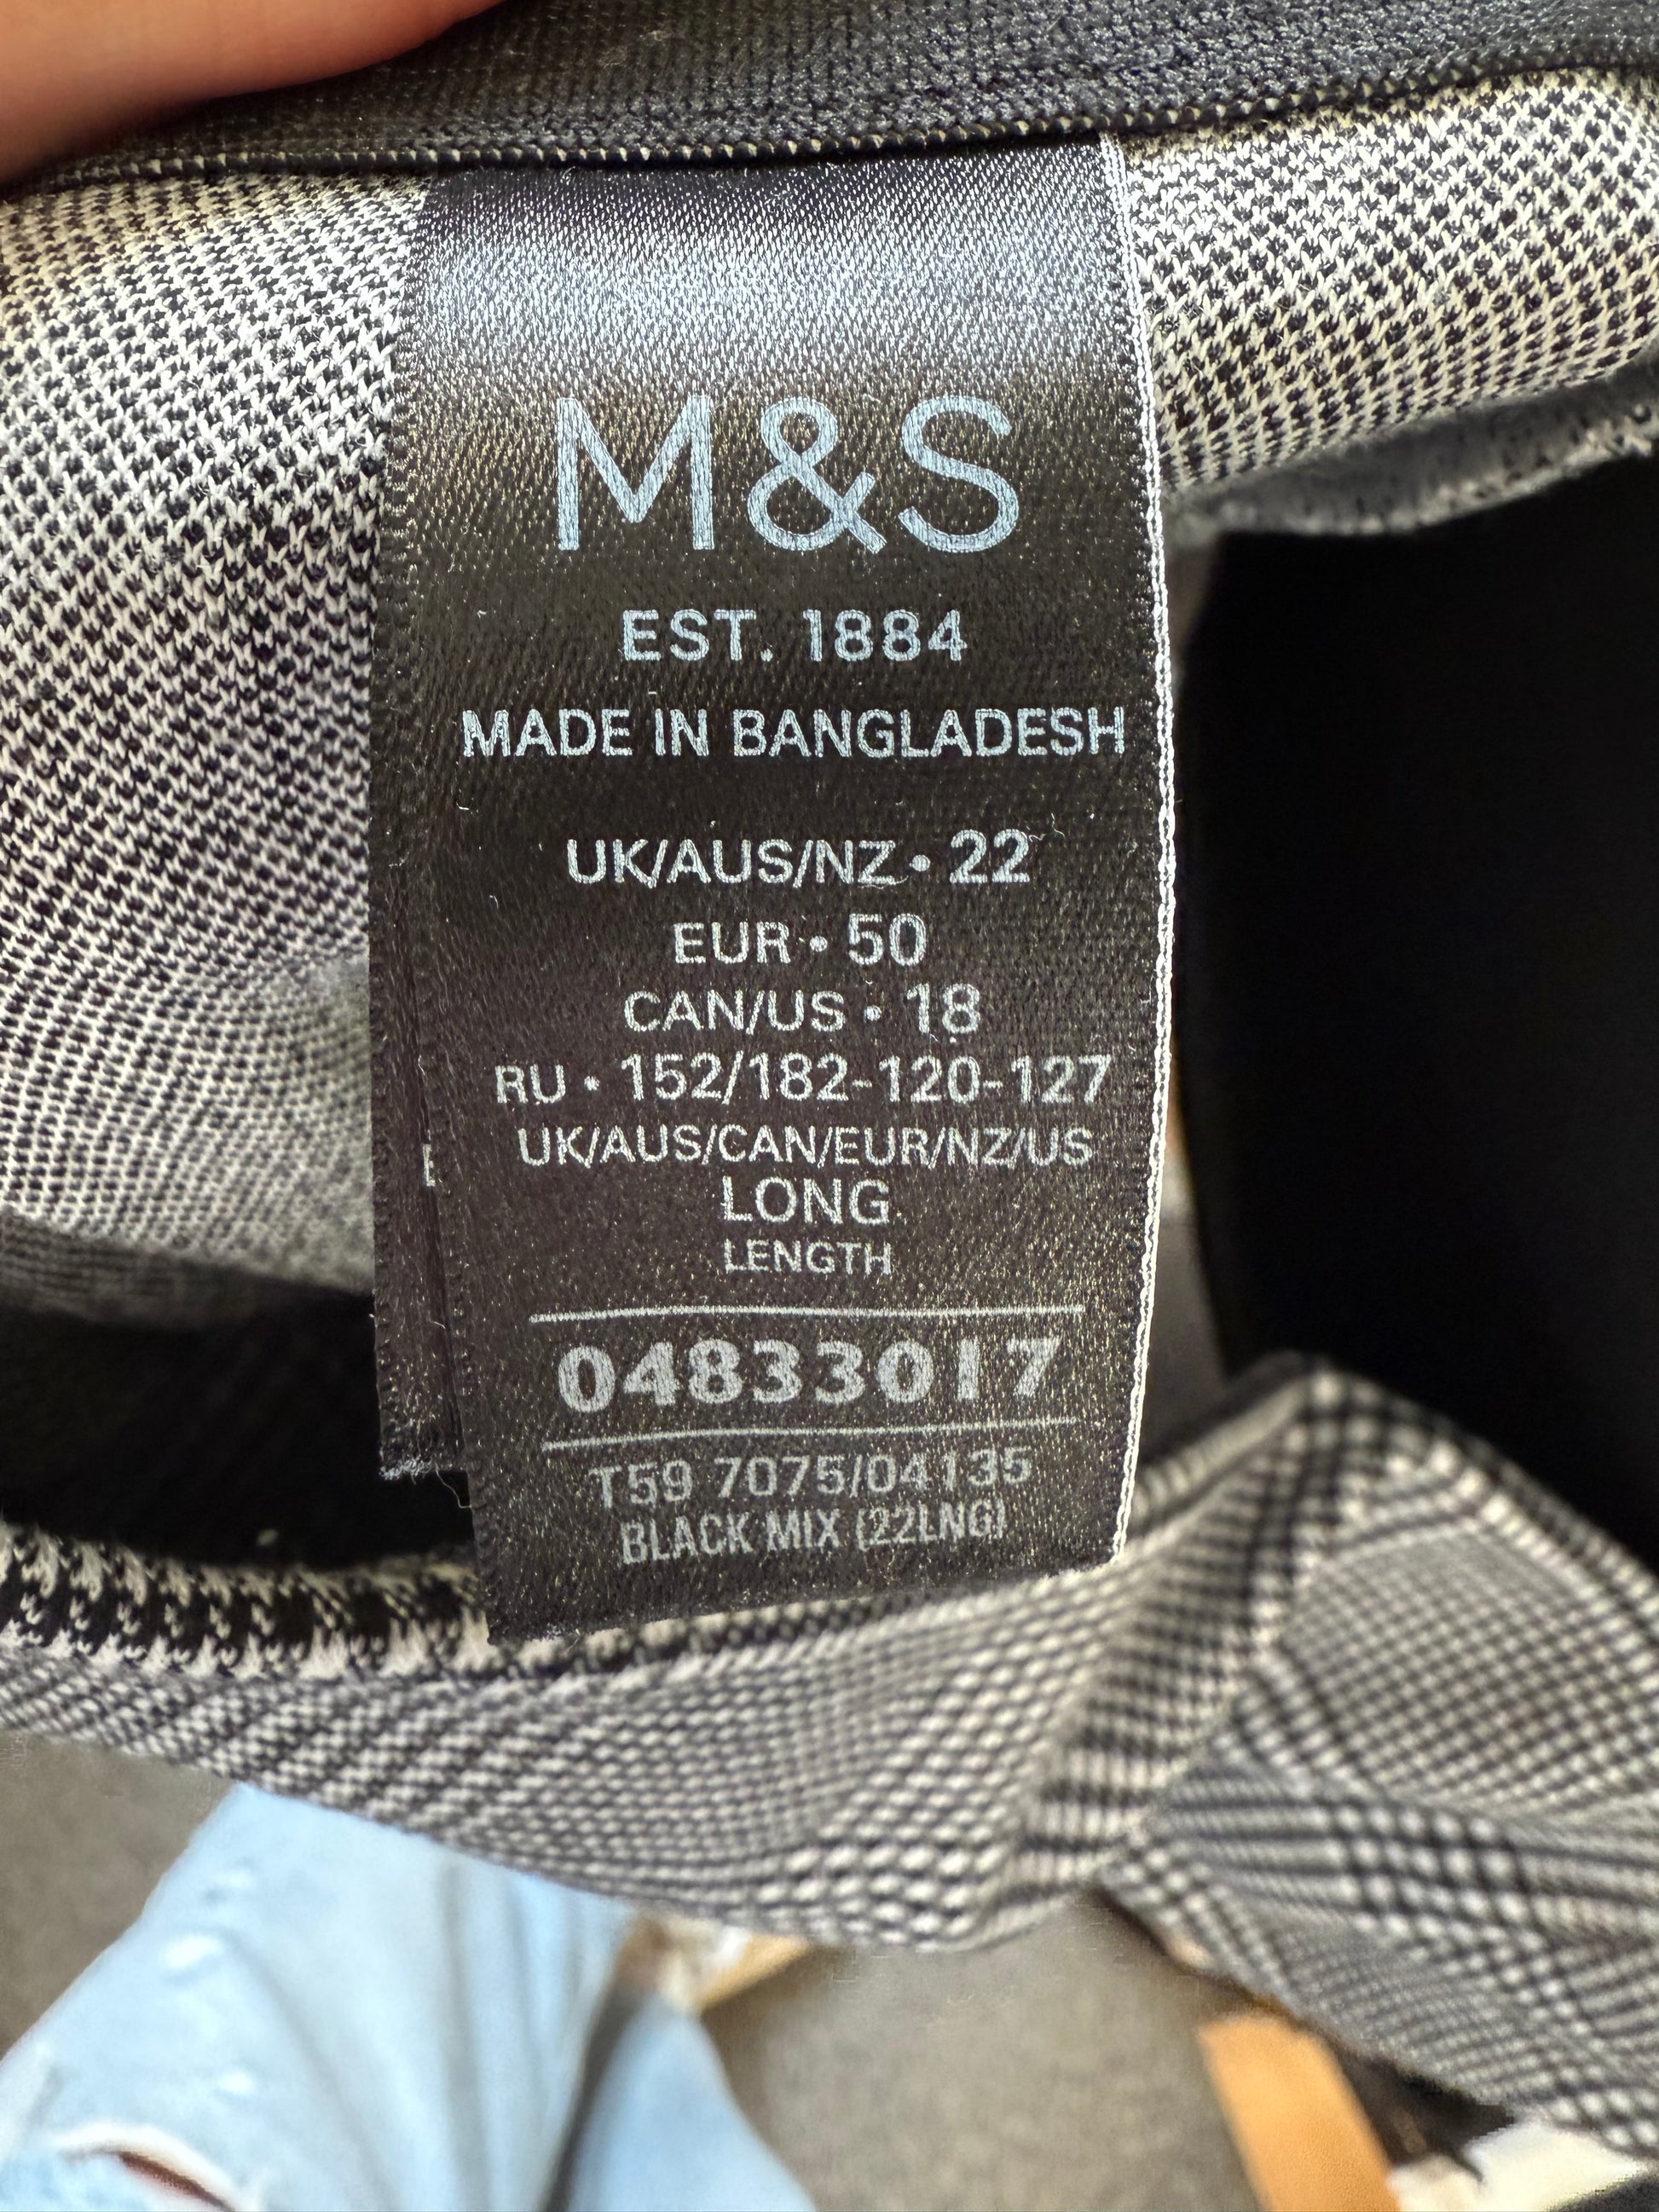 M&S
EST. 1884
MADE IN BANGLADESH
UK/AUS/NZ • 22
EUR • 50
CAN/US • 18
RU • 152/182-120-127
UK/AUS/CAN/EUR/NZ/US
LONG
LENGTH
04833017
T59 7075/04135
BLACK MIX (22LNG)